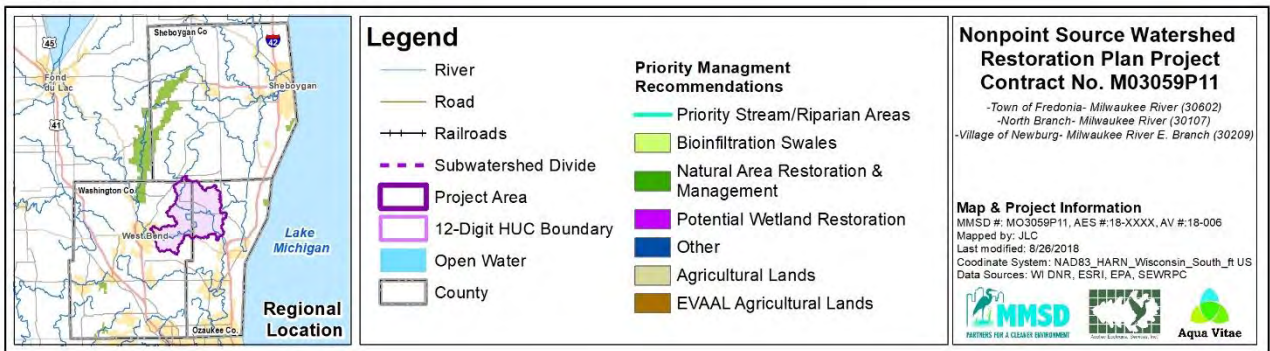 Sheboygan Co
45
42
Fond
du Lac
Sheboygan
41
Washington Co.
West Bend
Lake
Michigan
Regional
Location
Ozaukee Co.
Legend
River
Road
Railroads
Subwatershed Divide
Project Area
12-Digit HUC Boundary
Open Water
County
Priority Managment
Recommendations
Priority Stream/Riparian Areas
Bioinfiltration Swales
Natural Area Restoration &
Management
Potential Wetland Restoration
Other
Agricultural Lands
EVAAL Agricultural Lands
Nonpoint Source Watershed
Restoration Plan Project
Contract No. M03059P11
-Town of Fredonia- Milwaukee River (30602)
-North Branch- Milwaukee River (30107)
-Village of Newburg- Milwaukee River E. Branch (30209)
Map & Project Information
MMSD #: MO3059P11, AES #:18-XXXX, AV #:18-006
Mapped by: JLC
Last modified: 8/26/2018
Coodinate System: NAD83_HARN_Wisconsin_South_ft US
Data Sources: WI DNR, ESRI, EPA, SEWRPC
MMSD
PARTNERS FOR A CLEANER ENVIRONMENT
Applied Ecological Services, Inc.
Aqua Vitae